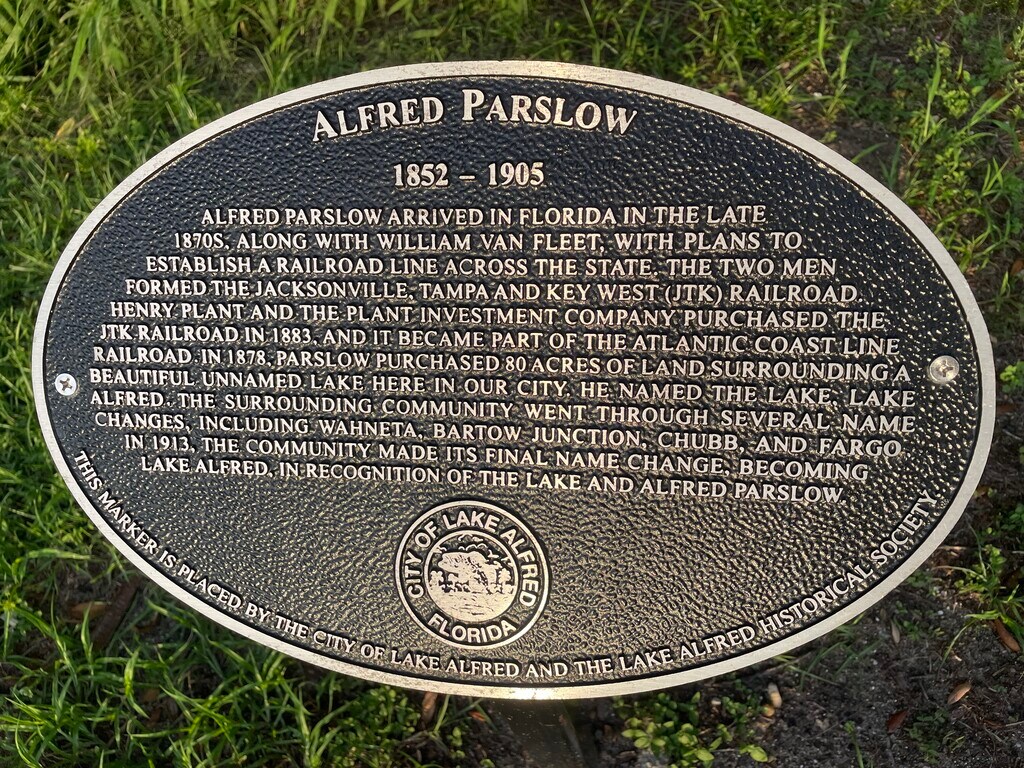 ALFRED PARSLOW
1852 – 1905
ALFRED PARSLOW ARRIVED IN FLORIDA IN THE LATE
1870S, ALONG WITH WILLIAM VAN FLEET, WITH PLANS TO
ESTABLISH A RAILROAD LINE ACROSS THE STATE. THE TWO MEN
FORMED THE JACKSONVILLE, TAMPA AND KEY WEST (JTK) RAILROAD.
HENRY PLANT AND THE PLANT INVESTMENT COMPANY PURCHASED THE
JTK RAILROAD IN 1883, AND IT BECAME PART OF THE ATLANTIC COAST LINE
RAILROAD. IN 1878, PARSLOW PURCHASED 80 ACRES OF LAND SURROUNDING A
BEAUTIFUL UNNAMED LAKE HERE IN OUR CITY. HE NAMED THE LAKE, LAKE
ALFRED. THE SURROUNDING COMMUNITY WENT THROUGH SEVERAL NAME
CHANGES, INCLUDING WAHNETA, BARTOW JUNCTION, CHUBB, AND FARGO.
IN 1913, THE COMMUNITY MADE ITS FINAL NAME CHANGE, BECOMING
LAKE ALFRED, IN RECOGNITION OF THE LAKE AND ALFRED PARSLOW.
CITY OF LAKE ALFRED
FLORIDA
THIS MARKER IS PLACED BY THE CITY OF LAKE ALFRED AND THE LAKE ALFRED HISTORICAL SOCIETY.